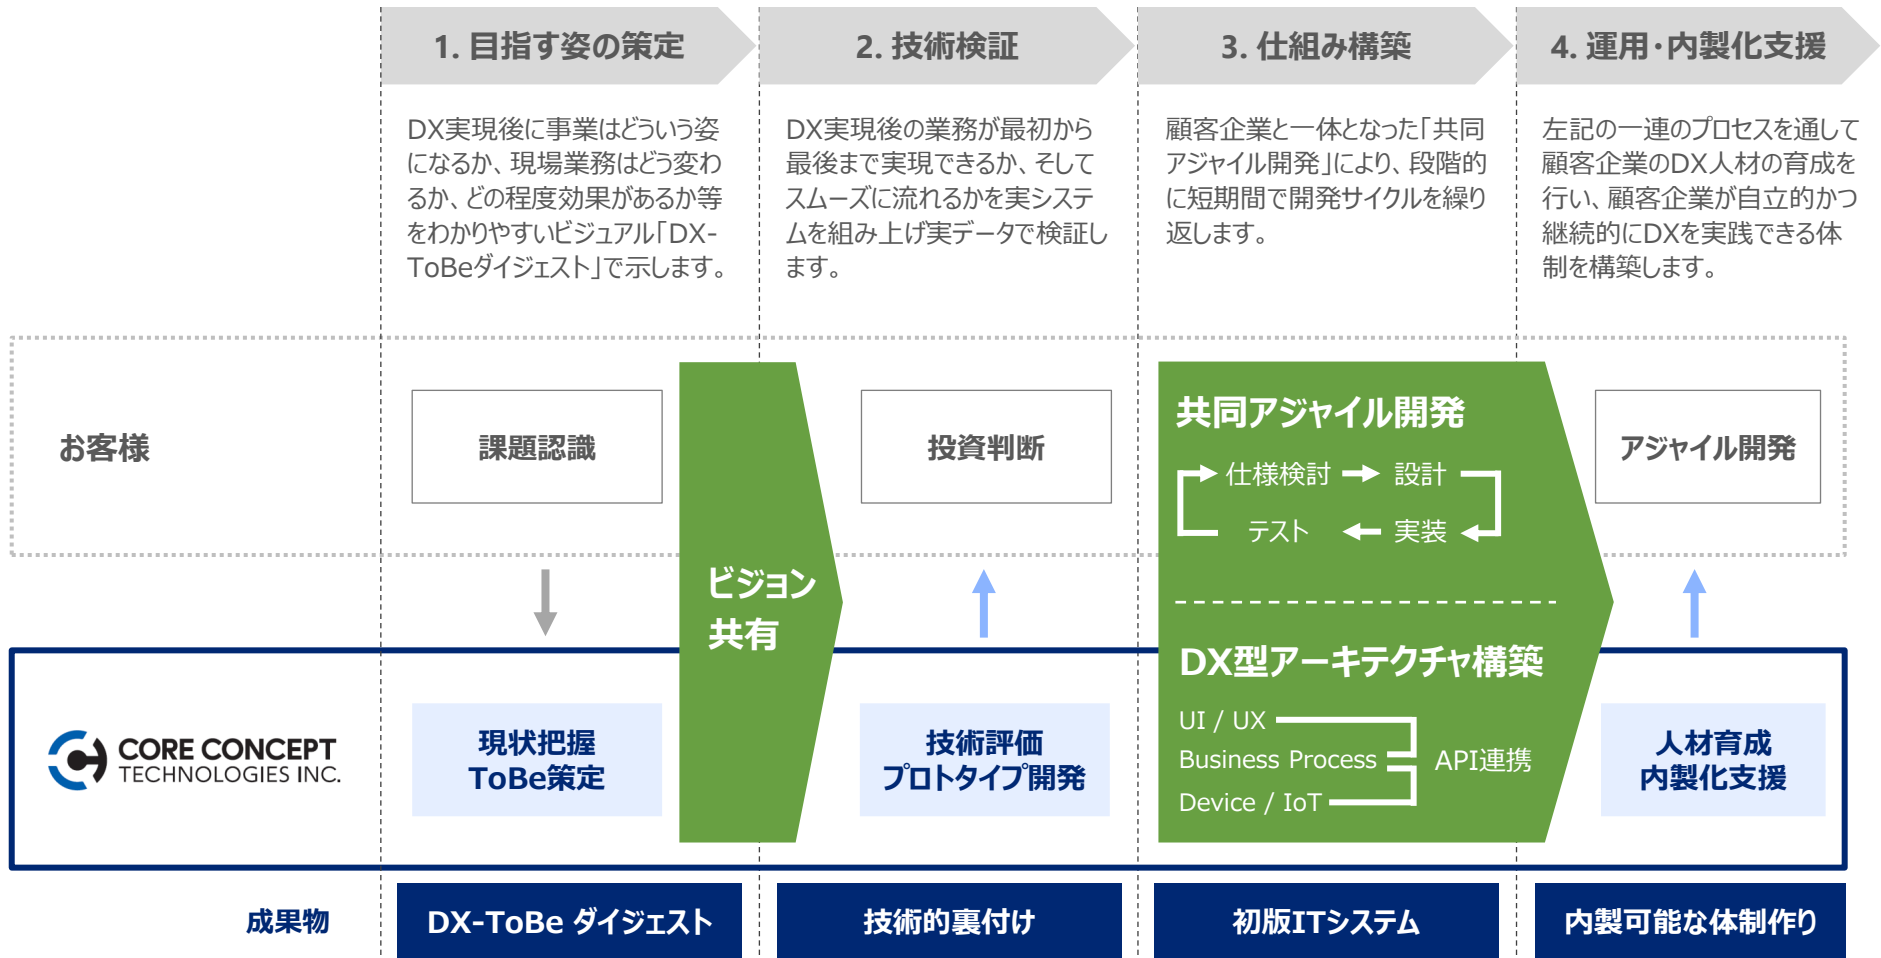 1. 目指す姿の策定
2. 技術検証
3. 仕組み構築
4. 運用・内製化支援
DX実現後に事業はどういう姿
になるか、現場業務はどう変わ
るか、どの程度効果があるか等
をわかりやすいビジュアル「DX-
ToBeダイジェスト」で示します。
DX実現後の業務が最初から
最後まで実現できるか、そして
スムーズに流れるかを実システ
ムを組み上げ実データで検証し
ます。
顧客企業と一体となった「共同
アジャイル開発」により、段階的
に短期間で開発サイクルを繰り
返します。
左記の一連のプロセスを通して
顧客企業のDX人材の育成を
行い、顧客企業が自立的かつ
継続的にDXを実践できる体
制を構築します。
お客様
課題認識
ビジョン
共有
投資判断
共同アジャイル開発
仕様検討
設計
テスト
実装
アジャイル開発
DX型アーキテクチャ構築
UI / UX
Business Process
Device / IoT
API連携
CORE CONCEPT
TECHNOLOGIES INC.
現状把握
ToBe策定
技術評価
プロトタイプ開発
人材育成
内製化支援
成果物
DX-ToBe ダイジェスト
技術的裏付け
初版ITシステム
内製可能な体制作り